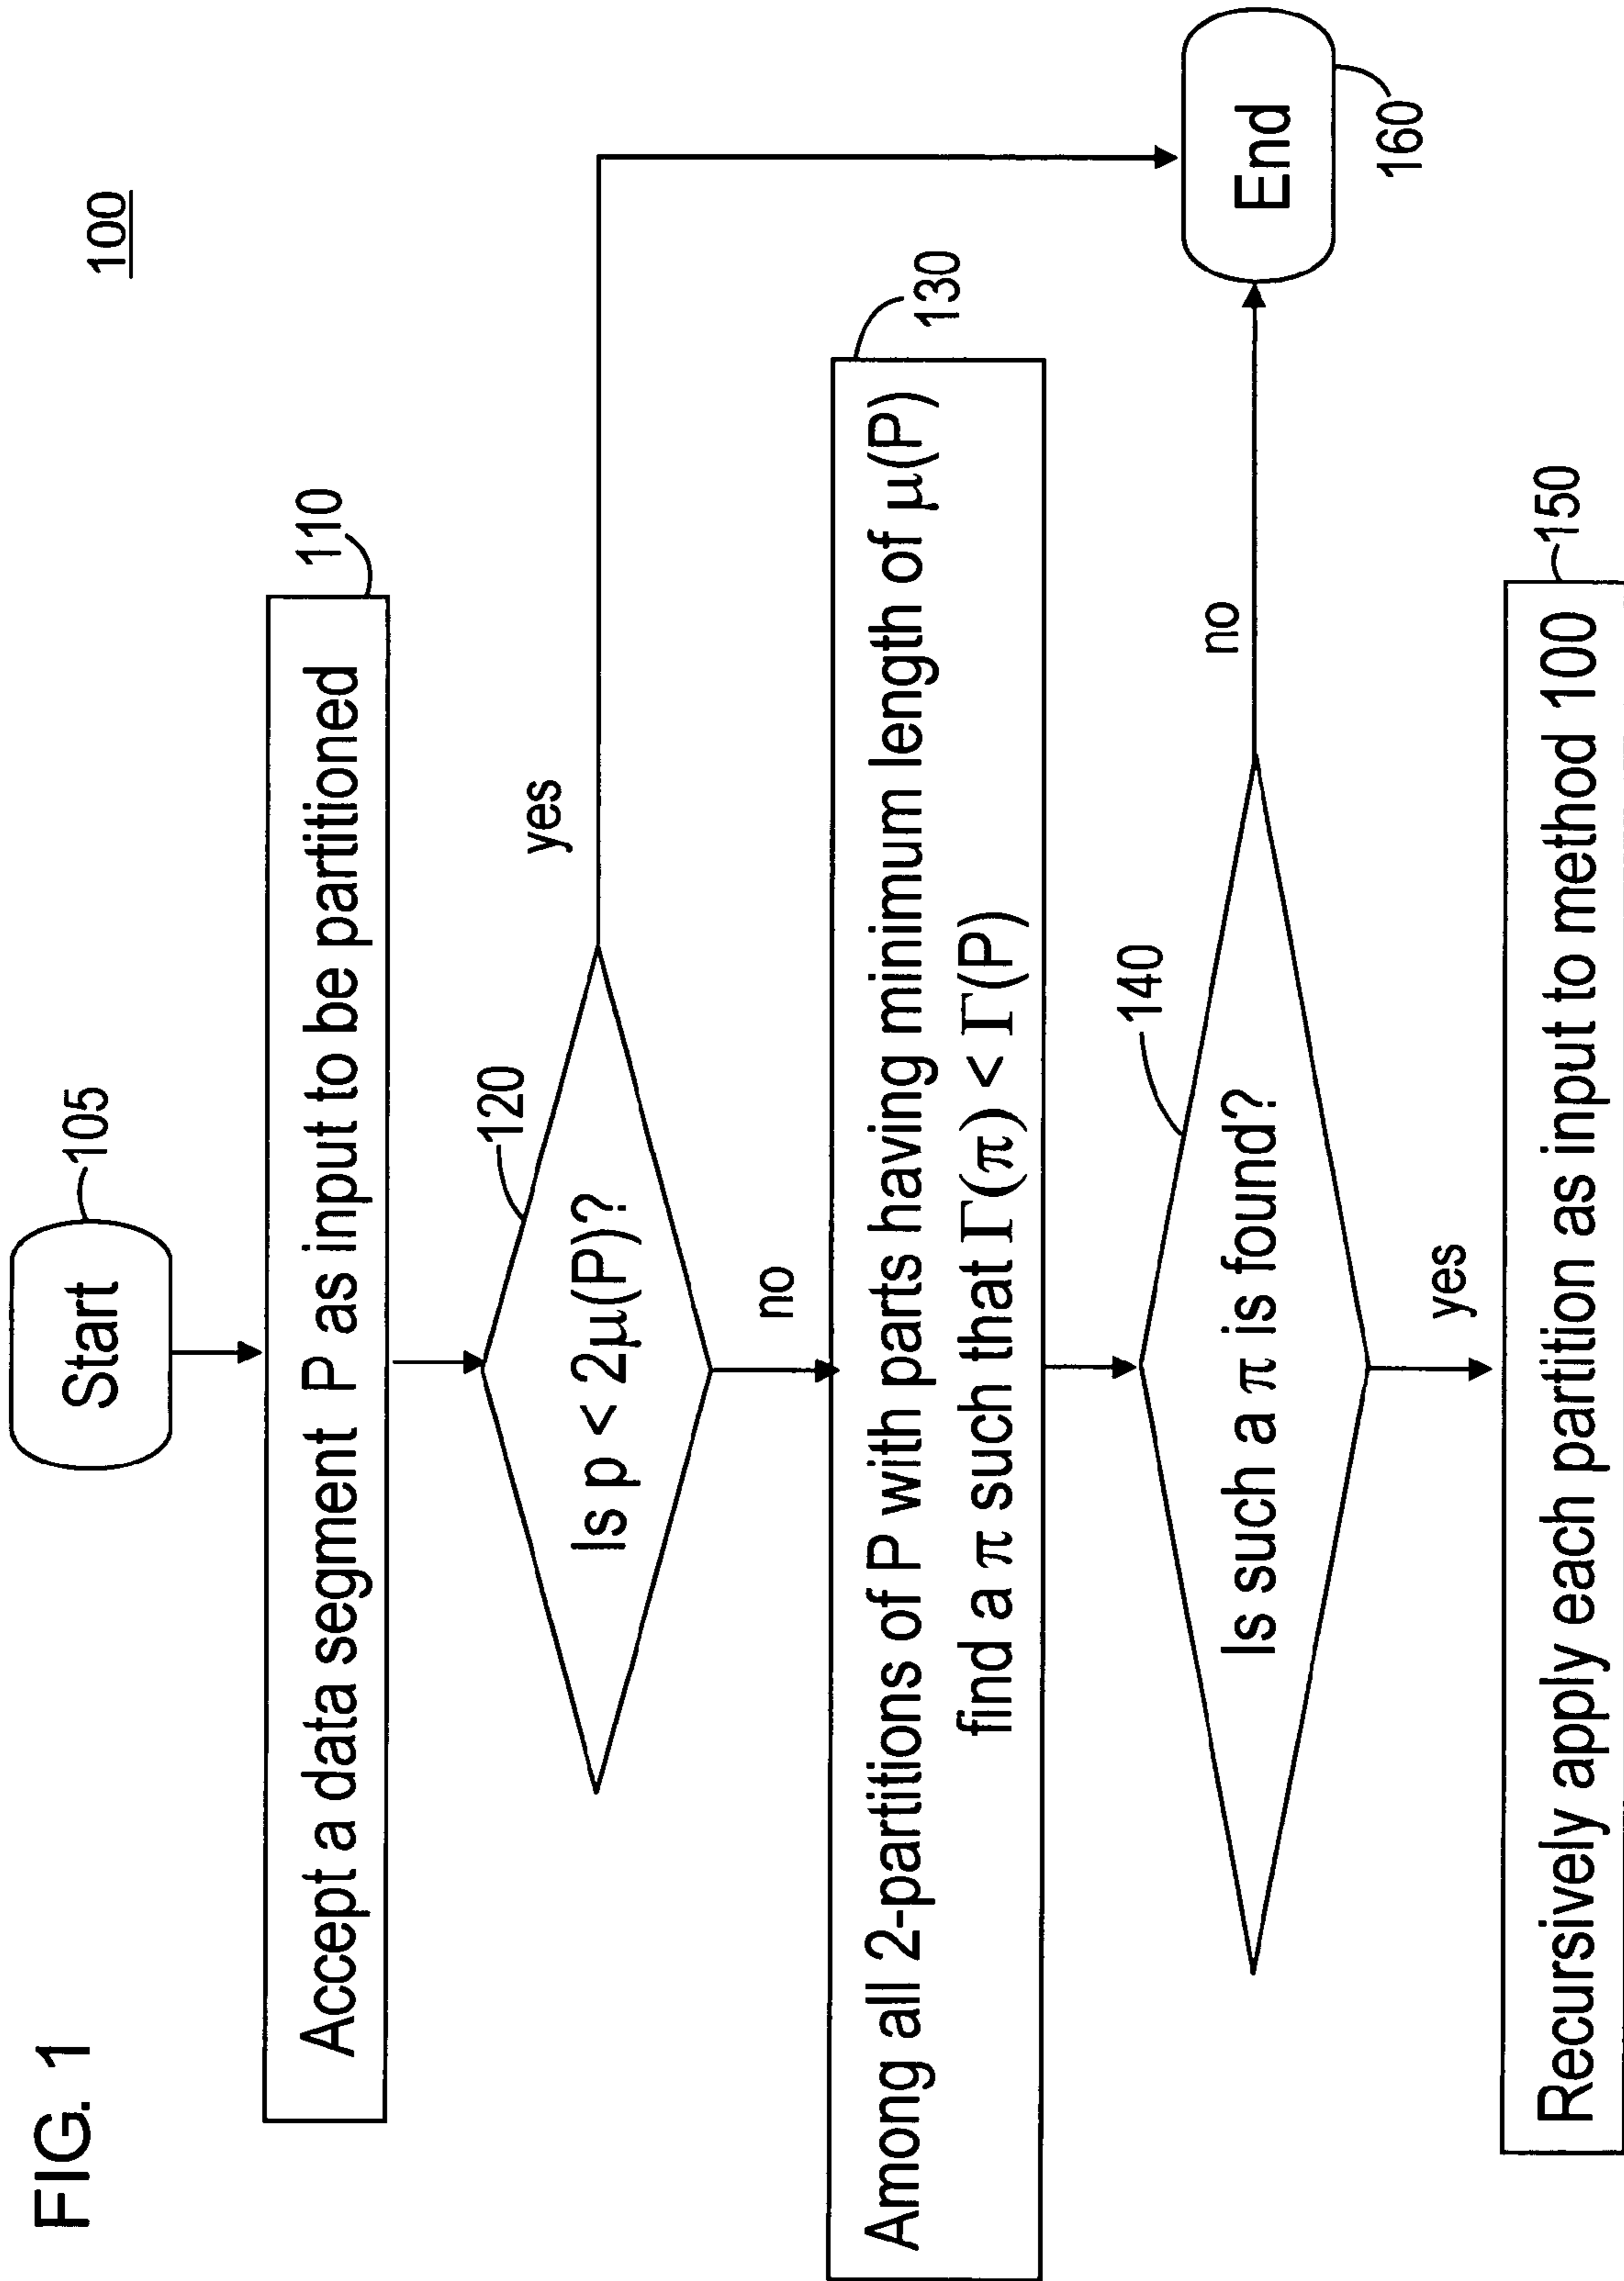 FIG. 1
100
Start
105
Accept a data segment P as input to be partitioned
110
Is p < 2μ(P)?
120
yes
no
Among all 2-partitions of P with parts having minimum length of μ(P)
find a π such that Γ(π) < Γ(P)
130
Is such a π is found?
140
no
yes
End
160
Recursively apply each partition as input to method 100
150